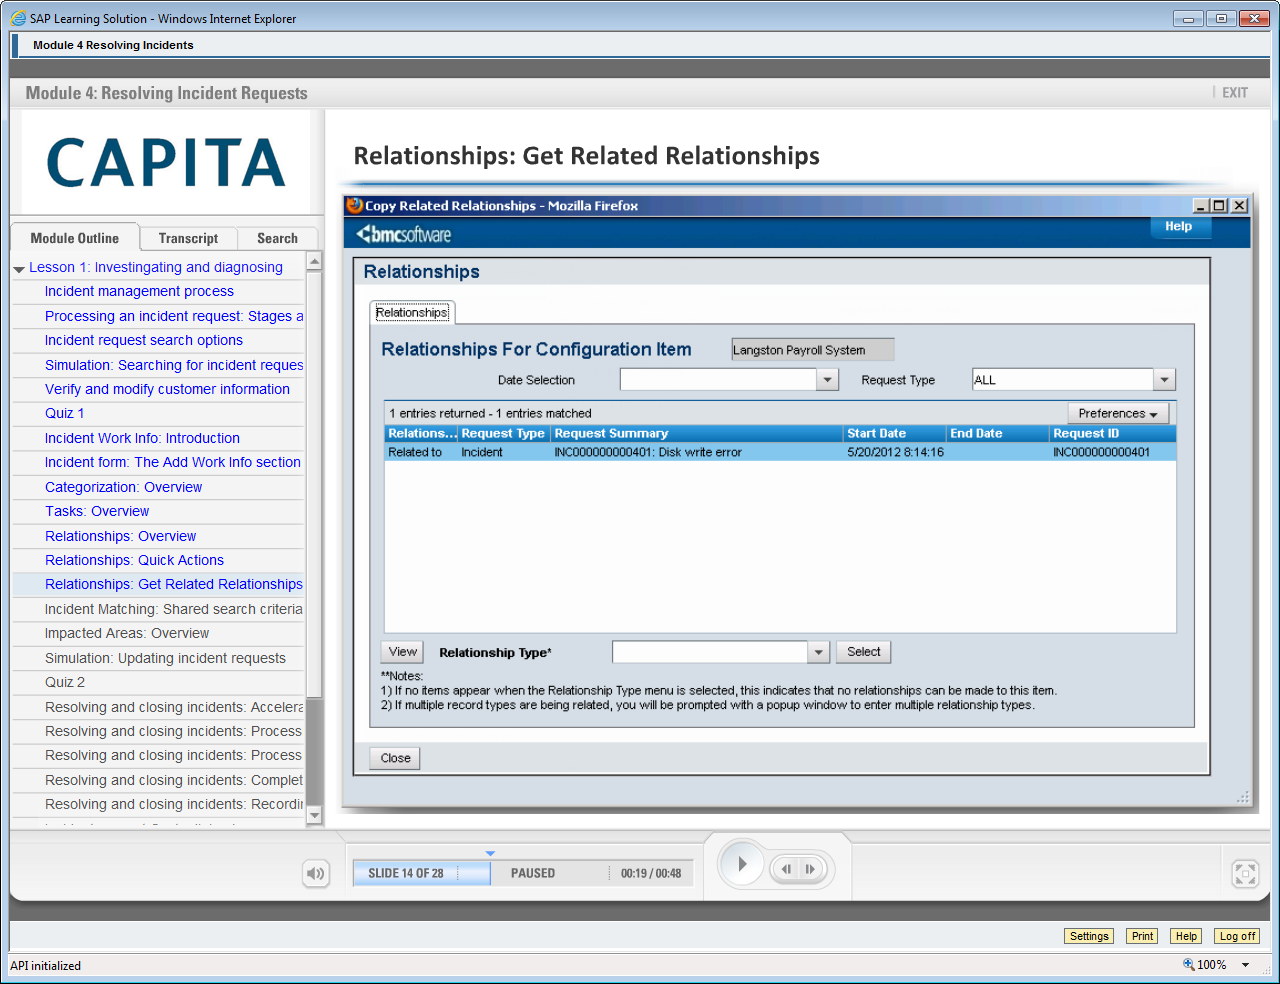 SAP Learning Solution - Windows Internet Explorer
Module 4 Resolving Incidents
Module 4: Resolving Incident Requests
EXIT
CAPITA
Module Outline
Transcript
Search
Lesson 1: Investingating and diagnosing
Incident management process
Processing an incident request: Stages a
Incident request search options
Simulation: Searching for incident reques
Verify and modify customer information
Quiz 1
Incident Work Info: Introduction
Incident form: The Add Work Info section
Categorization: Overview
Tasks: Overview
Relationships: Overview
Relationships: Quick Actions
Relationships: Get Related Relationships
Incident Matching: Shared search criteria
Impacted Areas: Overview
Simulation: Updating incident requests
Quiz 2
Resolving and closing incidents: Accelera
Resolving and closing incidents: Process
Resolving and closing incidents: Process
Resolving and closing incidents: Complet
Resolving and closing incidents: Recordin
Relationships: Get Related Relationships
Copy Related Relationships - Mozilla Firefox
bmcsoftware
Help
Relationships
Relationships
Relationships For Configuration Item
Langston Payroll System
Date Selection
Request Type
ALL
1 entries returned - 1 entries matched
Preferences
Relations... Request Type Request Summary Start Date End Date Request ID
Related to Incident INC000000000401: Disk write error 5/20/2012 8:14:16 INC000000000401
View
Relationship Type*
Select
**Notes:
1) If no items appear when the Relationship Type menu is selected, this indicates that no relationships can be made to this item.
2) If multiple record types are being related, you will be prompted with a popup window to enter multiple relationship types.
Close
SLIDE 14 OF 28
PAUSED
00:19 / 00:48
Settings
Print
Help
Log off
API initialized
100%